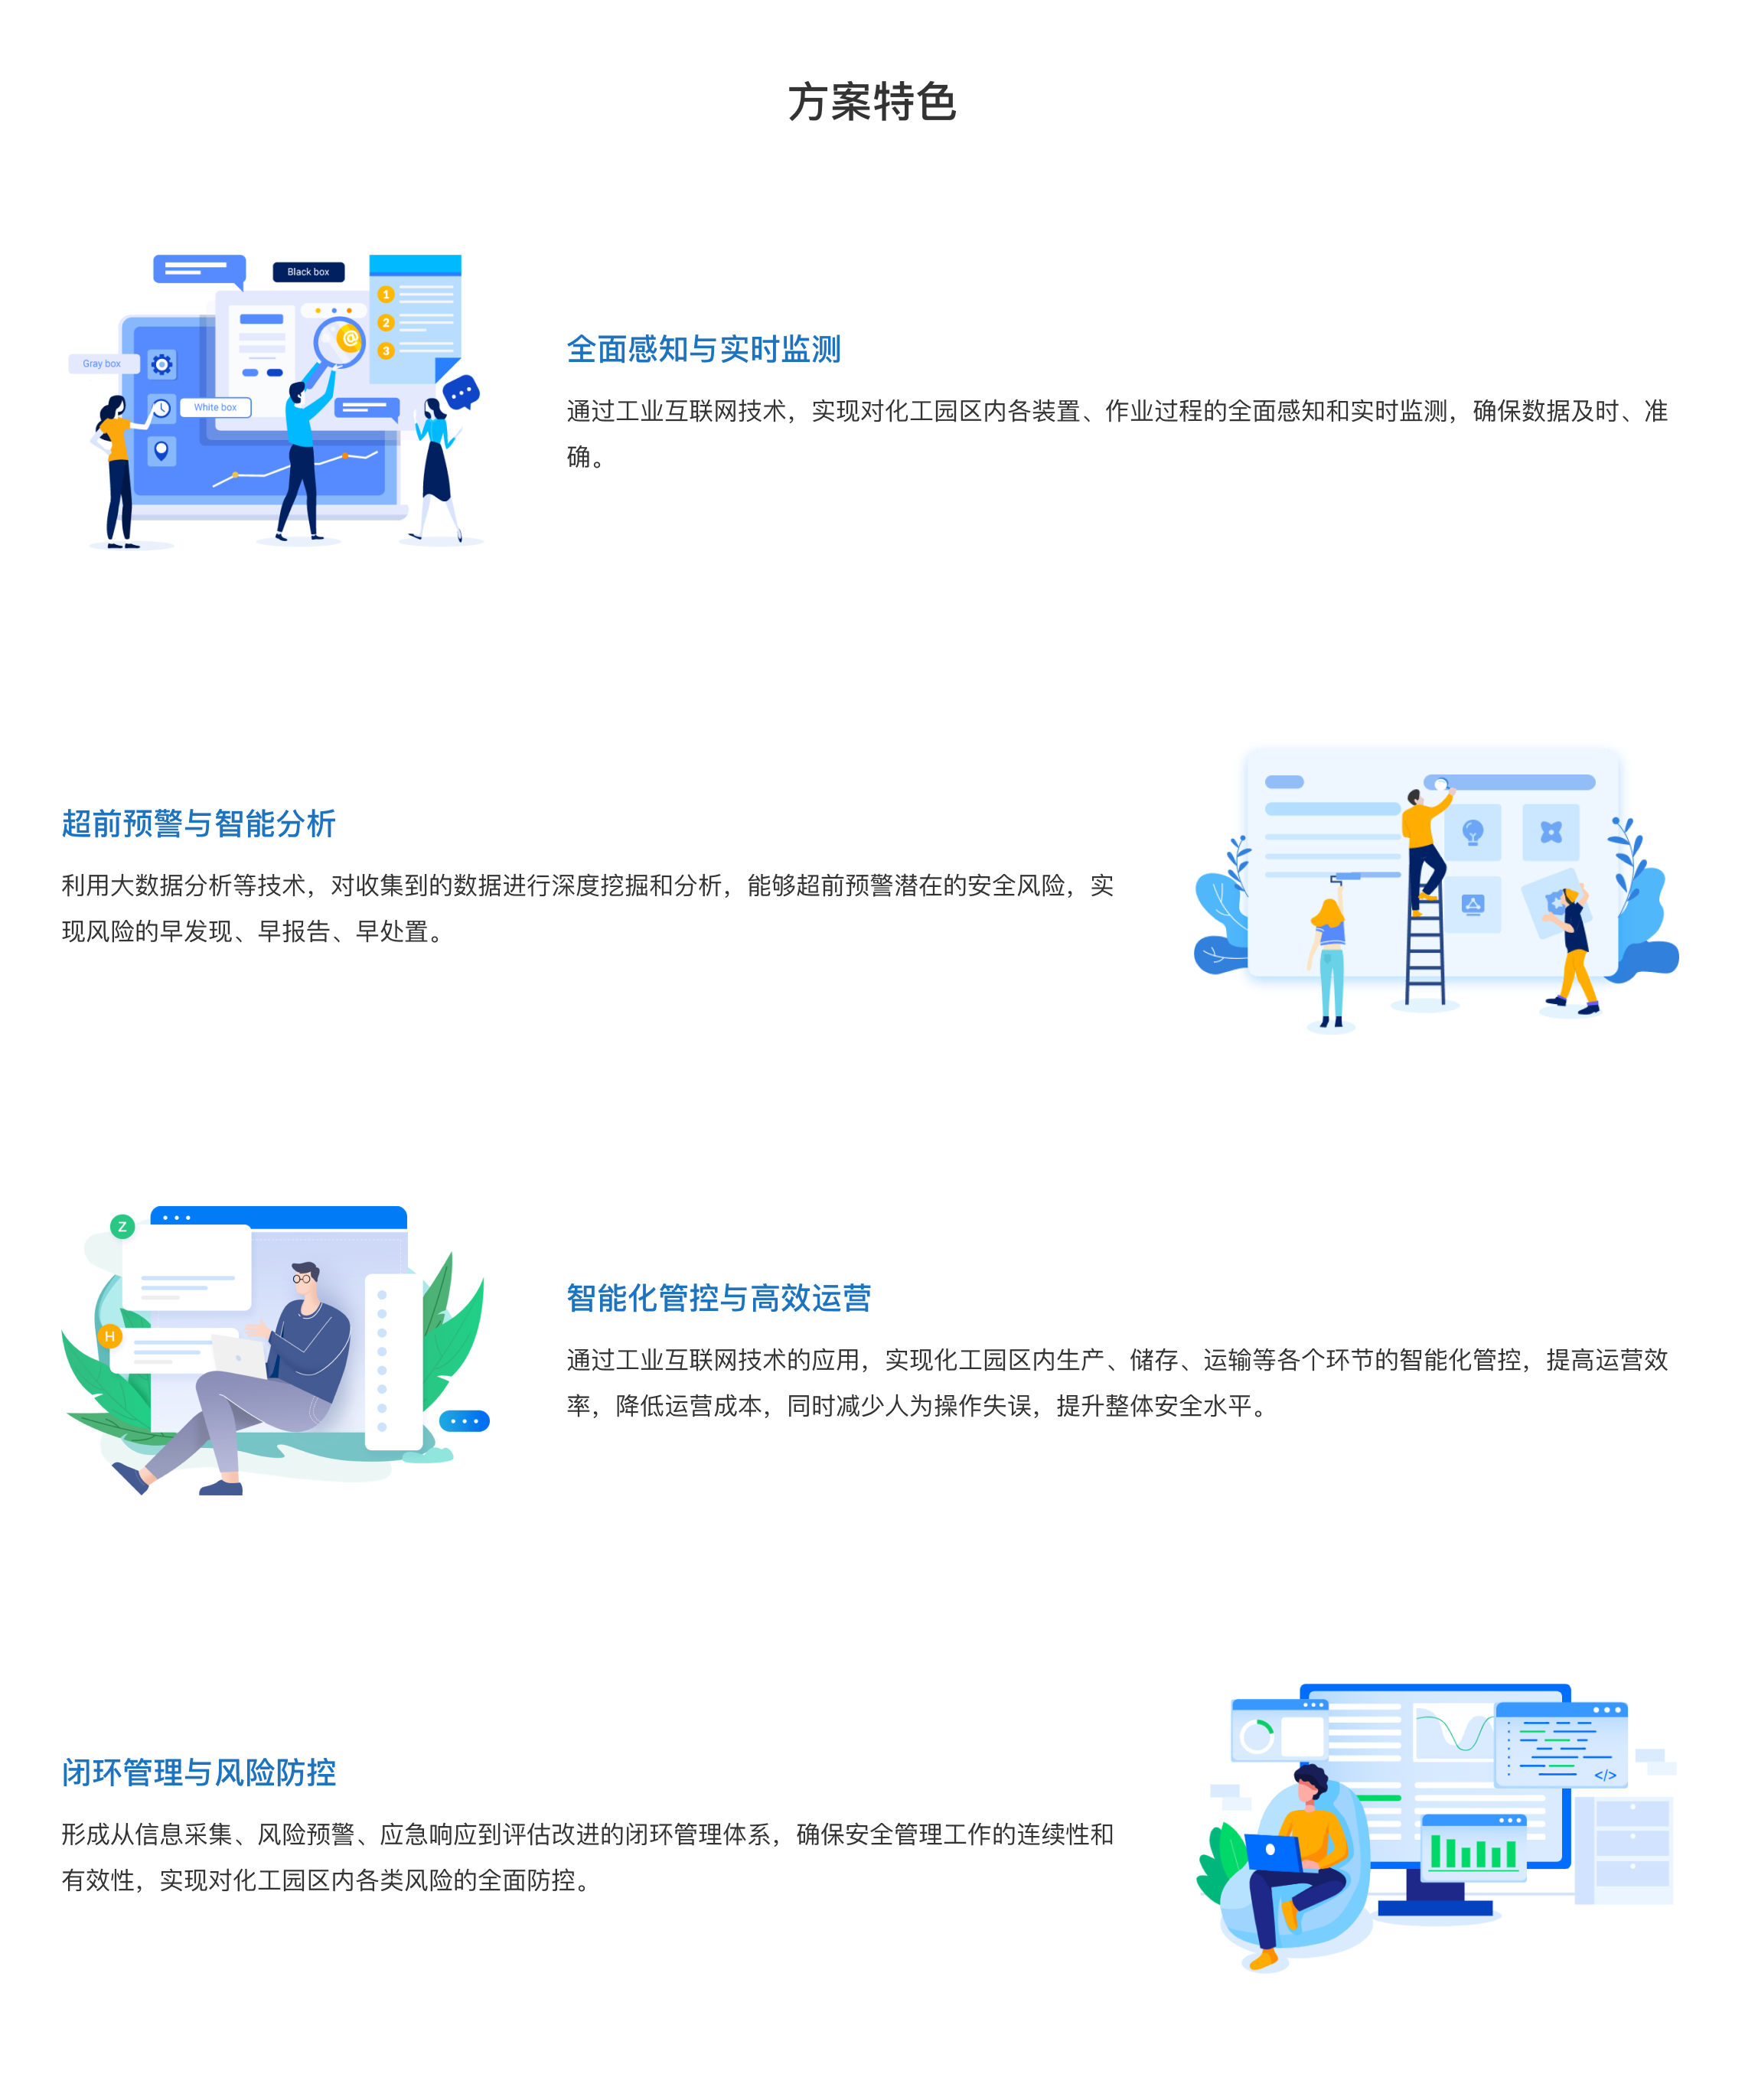 方案特色
Black box
1
Gray box
@
2
3
White box
全面感知与实时监测
通过工业互联网技术，实现对化工园区内各装置、作业过程的全面感知和实时监测，确保数据及时、准
确。
超前预警与智能分析
利用大数据分析等技术，对收集到的数据进行深度挖掘和分析，能够超前预警潜在的安全风险，实
现风险的早发现、早报告、早处置。
Z
H
智能化管控与高效运营
通过工业互联网技术的应用，实现化工园区内生产、储存、运输等各个环节的智能化管控，提高运营效
率，降低运营成本，同时减少人为操作失误，提升整体安全水平。
闭环管理与风险防控
形成从信息采集、风险预警、应急响应到评估改进的闭环管理体系，确保安全管理工作的连续性和
有效性，实现对化工园区内各类风险的全面防控。
</>